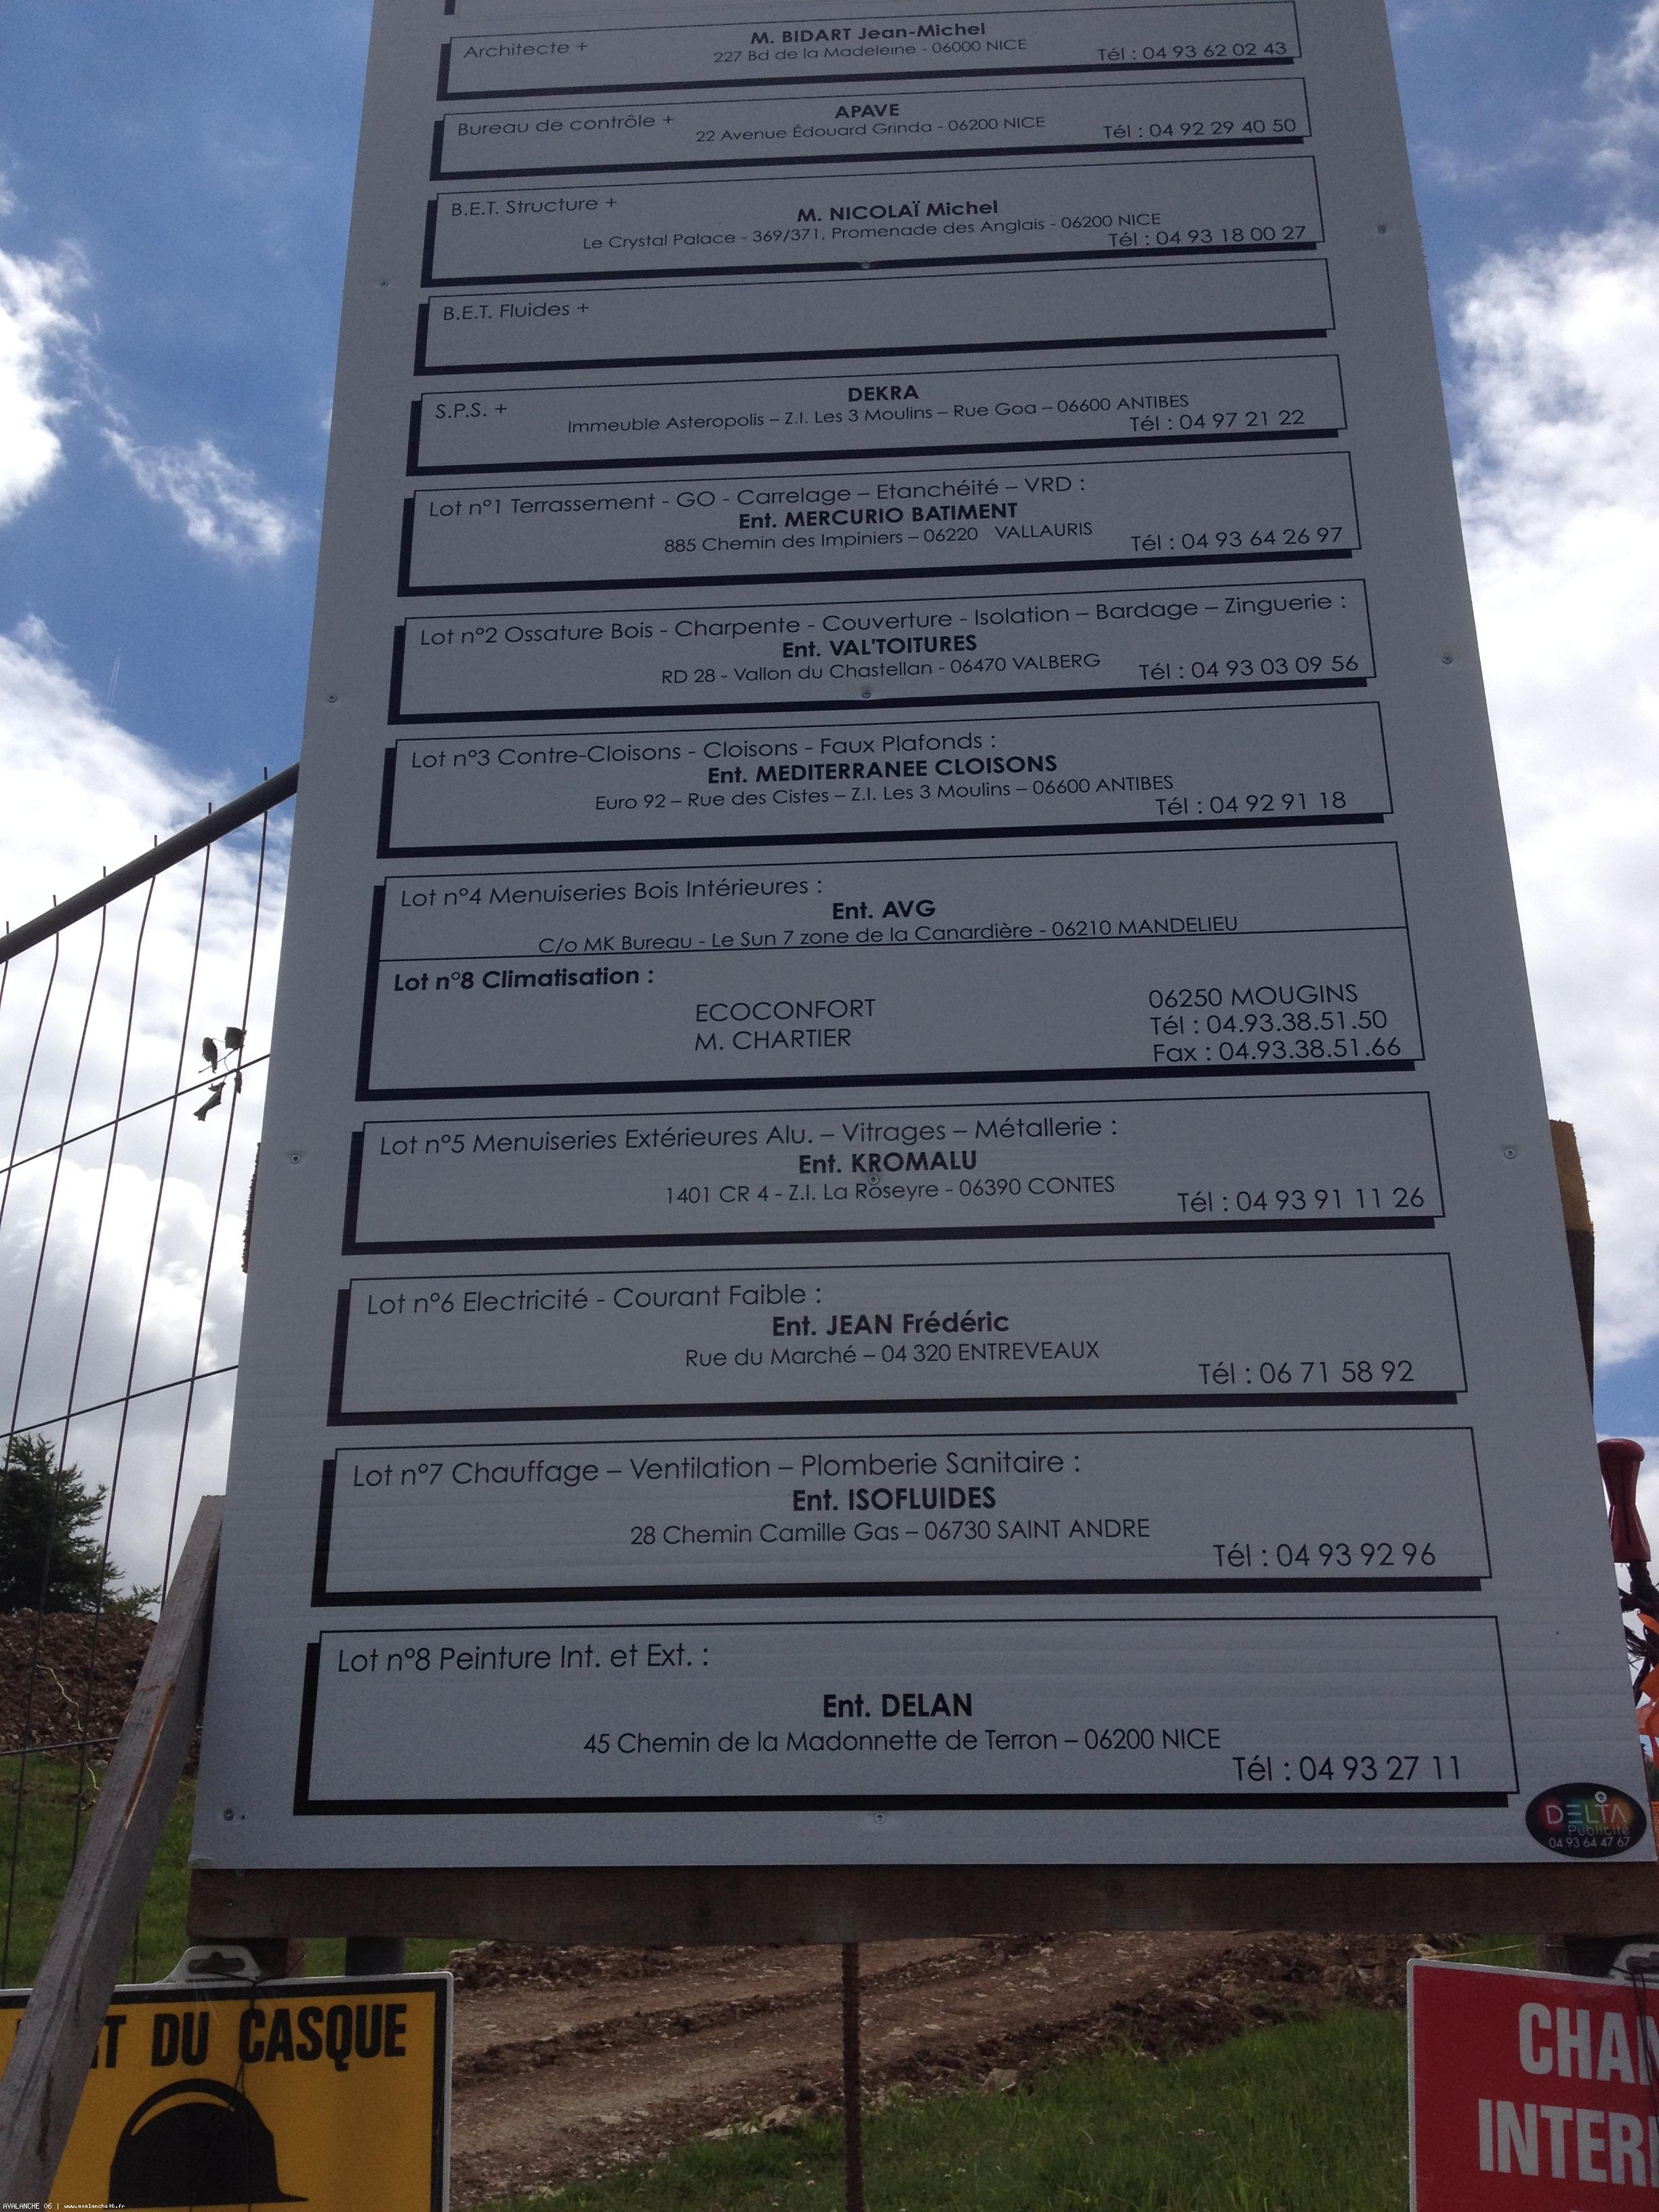 Architecte +
M. BIDART Jean-Michel
227 Bd de la Madeleine - 06000 NICE
Tél : 04 93 62 02 43
Bureau de contrôle +
APAVE
22 Avenue Édouard Grinda - 06200 NICE
Tél : 04 92 29 40 50
B.E.T. Structure +
M. NICOLAÏ Michel
Le Crystal Palace - 369/371, Promenade des Anglais - 06200 NICE
Tél : 04 93 18 00 27
B.E.T. Fluides +
S.P.S. +
DEKRA
Immeuble Asteropolis – Z.I. Les 3 Moulins – Rue Goa – 06600 ANTIBES
Tél : 04 97 21 22
Lot n°1 Terrassement - GO - Carrelage – Etanchéité – VRD :
Ent. MERCURIO BATIMENT
885 Chemin des Impiniers – 06220 VALLAURIS
Tél : 04 93 64 26 97
Lot n°2 Ossature Bois - Charpente - Couverture - Isolation – Bardage – Zinguerie :
Ent. VAL'TOITURES
RD 28 - Vallon du Chastellan - 06470 VALBERG
Tél : 04 93 03 09 56
Lot n°3 Contre-Cloisons - Cloisons - Faux Plafonds :
Ent. MEDITERRANEE CLOISONS
Euro 92 – Rue des Cistes – Z.I. Les 3 Moulins – 06600 ANTIBES
Tél : 04 92 91 18
Lot n°4 Menuiseries Bois Intérieures :
Ent. AVG
C/o MK Bureau - Le Sun 7 zone de la Canardière - 06210 MANDELIEU
Lot n°8 Climatisation :
ECOCONFORT
M. CHARTIER
06250 MOUGINS
Tél : 04.93.38.51.50
Fax : 04.93.38.51.66
Lot n°5 Menuiseries Extérieures Alu. – Vitrages – Métallerie :
Ent. KROMALU
1401 CR 4 - Z.I. La Roseyre - 06390 CONTES
Tél : 04 93 91 11 26
Lot n°6 Electricité - Courant Faible :
Ent. JEAN Frédéric
Rue du Marché – 04 320 ENTREVEAUX
Tél : 06 71 58 92
Lot n°7 Chauffage – Ventilation – Plomberie Sanitaire :
Ent. ISOFLUIDES
28 Chemin Camille Gas – 06730 SAINT ANDRE
Tél : 04 93 92 96
Lot n°8 Peinture Int. et Ext. :
Ent. DELAN
45 Chemin de la Madonnette de Terron – 06200 NICE
Tél : 04 93 27 11
DELTA
Publicité
04 93 64 47 67
T DU CASQUE
CHAN
INTER
AVALANCHE 06 | www.avalanche06.fr